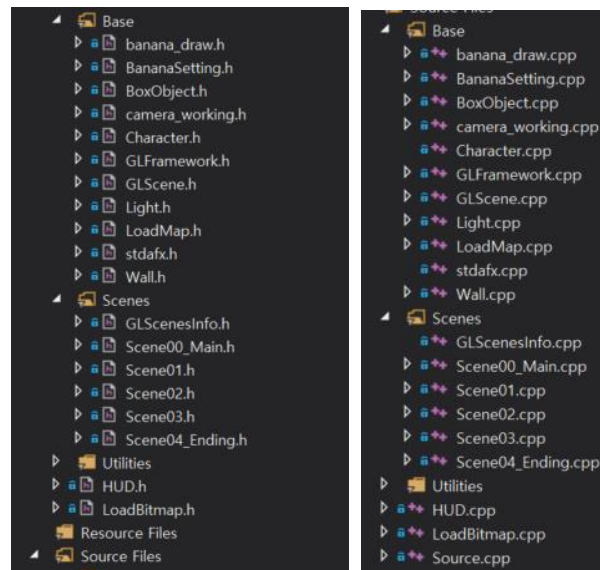 Base
banana_draw.h
BananaSetting.h
BoxObject.h
camera_working.h
Character.h
GLFramework.h
GLScene.h
Light.h
LoadMap.h
stdafx.h
Wall.h
Scenes
GLScenesInfo.h
Scene00_Main.h
Scene01.h
Scene02.h
Scene03.h
Scene04_Ending.h
Utilities
HUD.h
LoadBitmap.h
Resource Files
Source Files
Source Files
Base
banana_draw.cpp
BananaSetting.cpp
BoxObject.cpp
camera_working.cpp
Character.cpp
GLFramework.cpp
GLScene.cpp
Light.cpp
LoadMap.cpp
stdafx.cpp
Wall.cpp
Scenes
GLScenesInfo.cpp
Scene00_Main.cpp
Scene01.cpp
Scene02.cpp
Scene03.cpp
Scene04_Ending.cpp
Utilities
HUD.cpp
LoadBitmap.cpp
Source.cpp